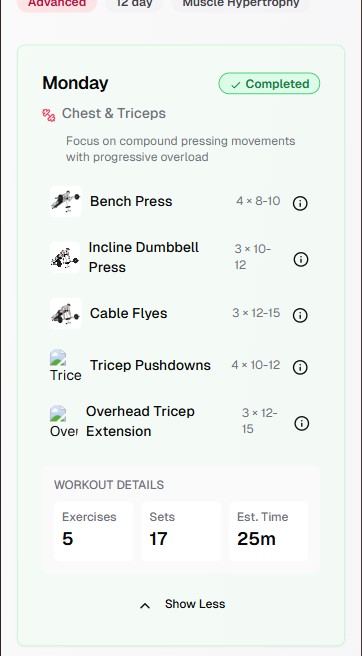 Advanced
12 day
Muscle Hypertrophy
Monday
Completed
Chest & Triceps
Focus on compound pressing movements
with progressive overload
Bench Press
4 × 8-10
Incline Dumbbell
Press
3 × 10-
12
Cable Flyes
3 × 12-15
Trice
Tricep Pushdowns
4 × 10-12
Over
Overhead Tricep
Extension
3 × 12-
15
WORKOUT DETAILS
Exercises
5
Sets
17
Est. Time
25m
Show Less